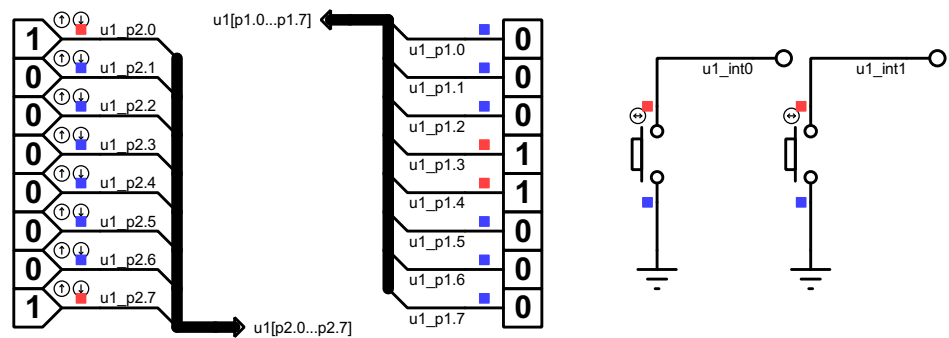 1 u1_p2.0
0 u1_p2.1
0 u1_p2.2
0 u1_p2.3
0 u1_p2.4
0 u1_p2.5
0 u1_p2.6
1 u1_p2.7
u1[p2.0...p2.7]
u1[p1.0...p1.7]
u1_p1.0 0
u1_p1.1 0
u1_p1.2 0
u1_p1.3 1
u1_p1.4 1
u1_p1.5 0
u1_p1.6 0
u1_p1.7 0
u1_int0
u1_int1